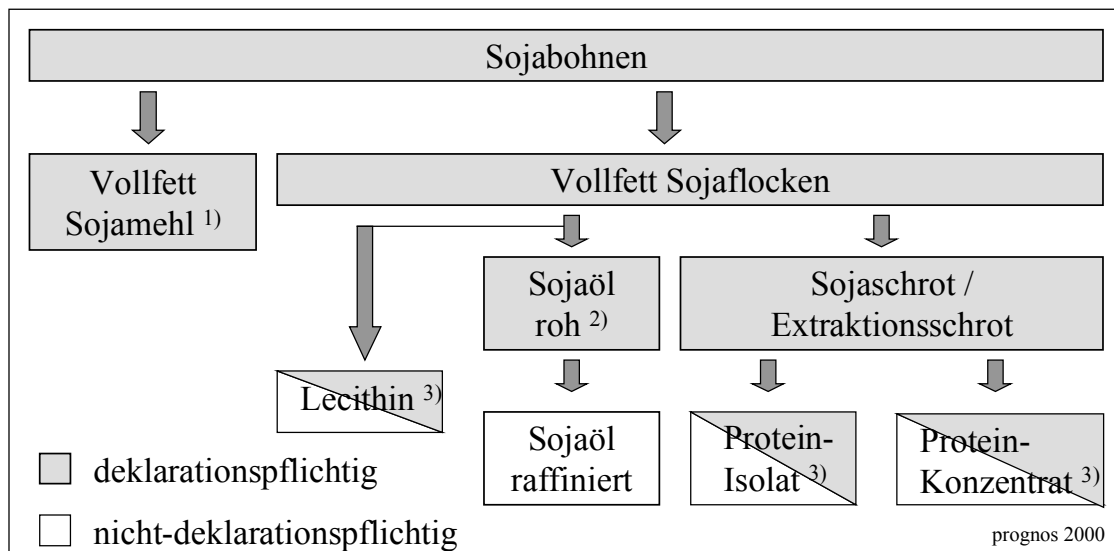 Sojabohnen
Vollfett
Sojamehl 1)
Vollfett Sojaflocken
Sojaöl
roh 2)
Sojaschrot /
Extraktionsschrot
Lecithin 3)
Sojaöl
raffiniert
Protein-
Isolat 3)
Protein-
Konzentrat 3)
deklarationspflichtig
nicht-deklarationspflichtig
prognos 2000